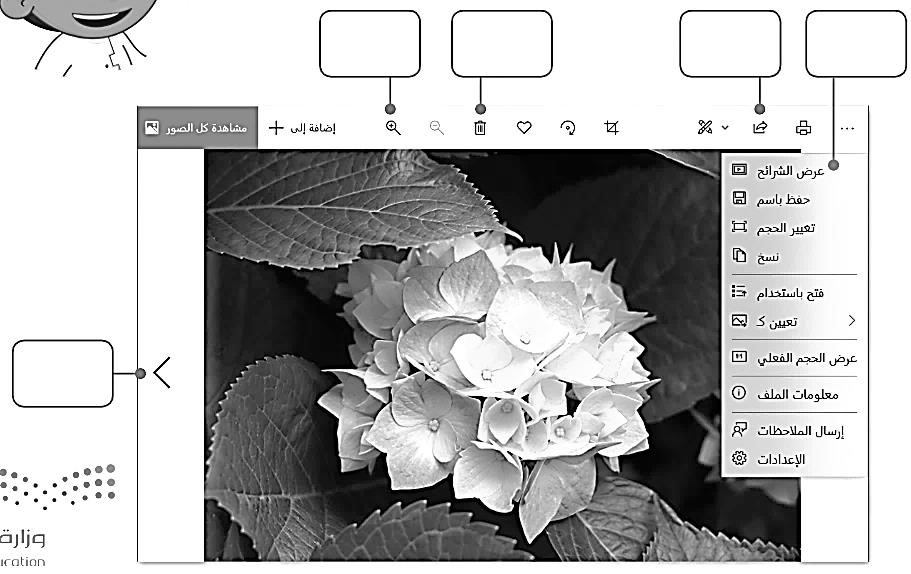 مشاهدة كل الصور
إضافة إلى
عرض الشرائح
حفظ باسم
تغيير الحجم
نسخ
فتح باستخدام
تعيين كـ
عرض الحجم الفعلي
معلومات الملف
إرسال الملاحظات
الإعدادات
وزارة
ucation